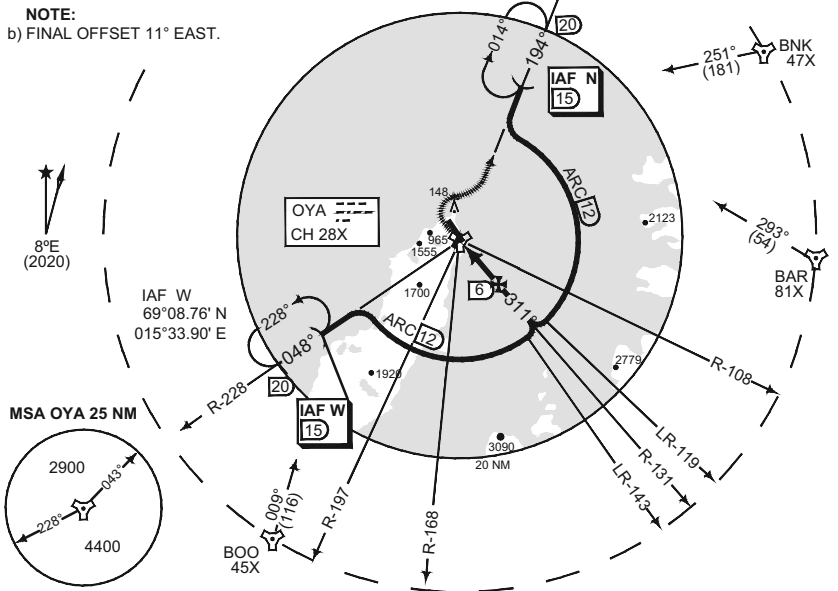 NOTE:
b) FINAL OFFSET 11° EAST.
20
014°
194°
IAF N
15
251°
(181)
BNK
47X
ARC 12
148
OYA
CH 28X
965
1555
2123
293°
(54)
BAR
81X
8°E
(2020)
1700
6
311°
IAF W
69°08.76' N
015°33.90' E
228°
048°
ARC 12
20
R-228
1920
IAF W
15
2779
R-108
3090
20 NM
LR-119
R-131
LR-143
R-197
R-168
009°
(116)
BOO
45X
MSA OYA 25 NM
2900
043°
228°
4400